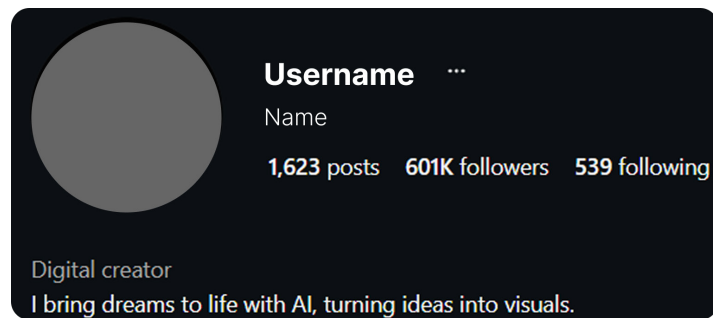 Username ...
Name
1,623 posts 601K followers 539 following
Digital creator
I bring dreams to life with AI, turning ideas into visuals.